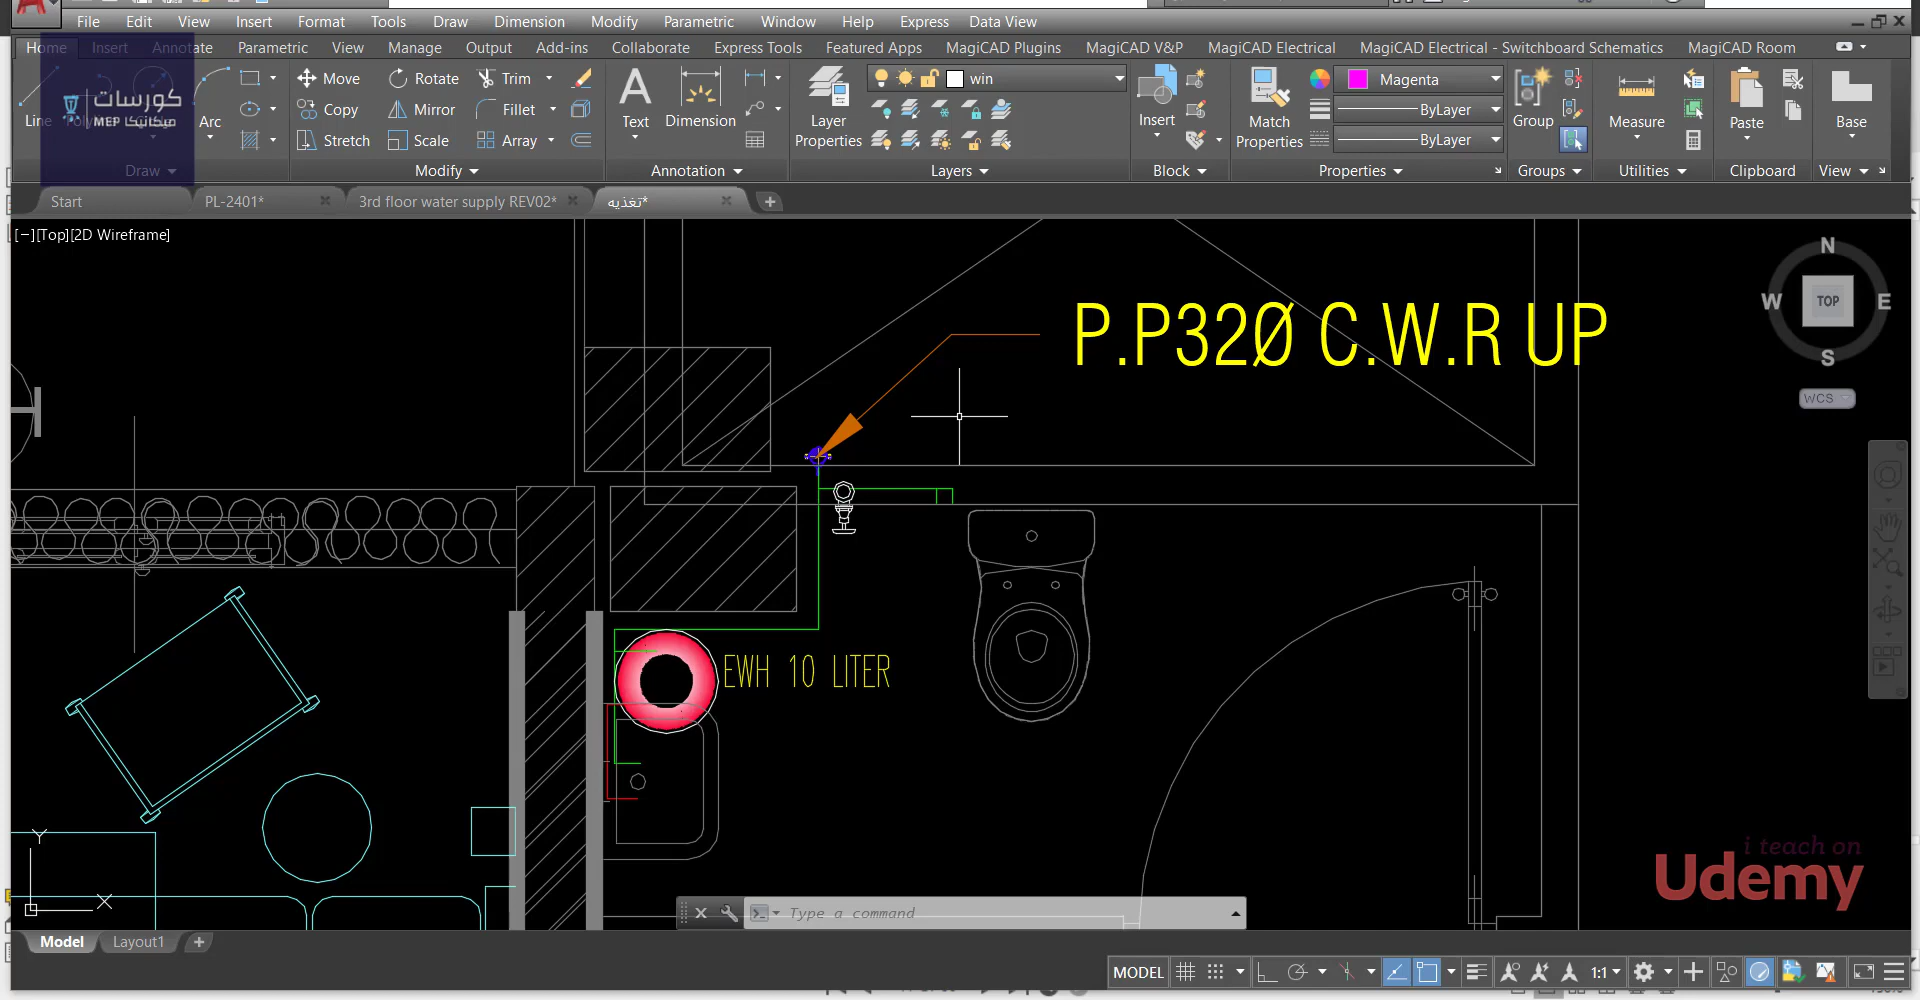 File Edit View Insert Format Tools Draw Dimension Modify Parametric Window Help Express Data View
Home Insert Annotate Parametric View Manage Output Add-ins Collaborate Express Tools Featured Apps MagiCAD Plugins MagiCAD V&P MagiCAD Electrical MagiCAD Electrical - Switchboard Schematics MagiCAD Room
Move Rotate Trim
Copy Mirror Fillet
Stretch Scale Array
Line
Arc
كورسات
MEP ميكانيكا
Text
Dimension
Layer
Properties
win
Insert
Match
Properties
Magenta
ByLayer
ByLayer
Group
Measure
Paste
Base
Draw Modify Annotation Layers Block Properties Groups Utilities Clipboard View
Start PL-2401* 3rd floor water supply REV02* تغذيه*
[−][Top][2D Wireframe]
N
W TOP E
S
WCS
P.P32Ø C.W.R UP
EWH 10 LITER
Y
X
i teach on
Udemy
Type a command
Model Layout1
MODEL 1:1